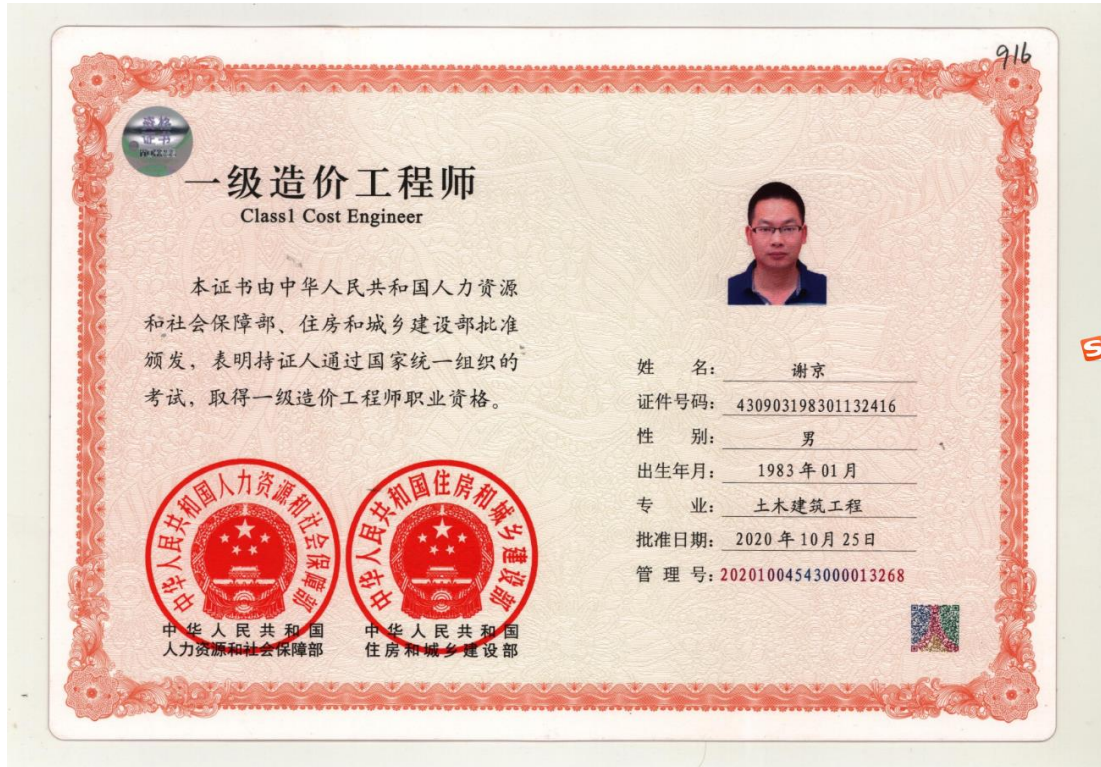 916
资格
证书
一级造价工程师
Class1 Cost Engineer
本证书由中华人民共和国人力资源
和社会保障部、住房和城乡建设部批准
颁发，表明持证人通过国家统一组织的
考试，取得一级造价工程师职业资格。
中华人民共和国人力资源和社会保障部
中华人民共和国住房和城乡建设部
中华人民共和国
人力资源和社会保障部
中华人民共和国
住房和城乡建设部
姓名：谢京
证件号码：430903198301132416
性别：男
出生年月：1983年01月
专业：土木建筑工程
批准日期：2020年10月25日
管理号：20201004543000013268